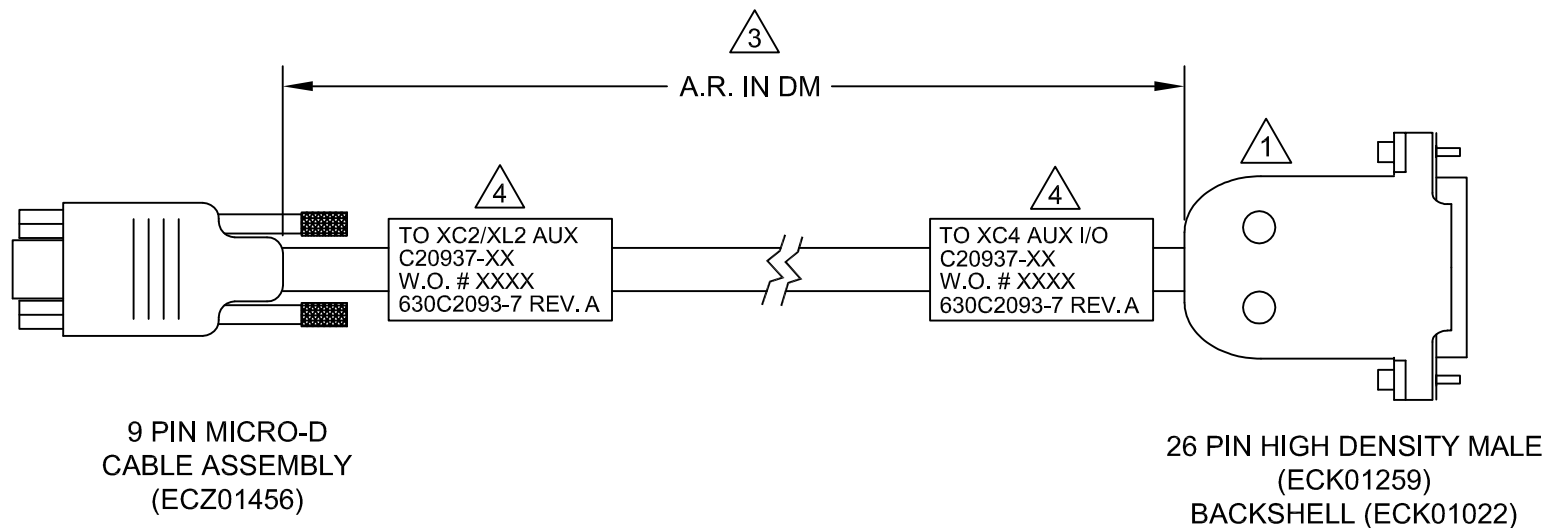 3
A.R. IN DM
1
4
4
TO XC2/XL2 AUX
C20937-XX
W.O. # XXXX
630C2093-7 REV. A
TO XC4 AUX I/O
C20937-XX
W.O. # XXXX
630C2093-7 REV. A
9 PIN MICRO-D
CABLE ASSEMBLY
(ECZ01456)
26 PIN HIGH DENSITY MALE
(ECK01259)
BACKSHELL (ECK01022)